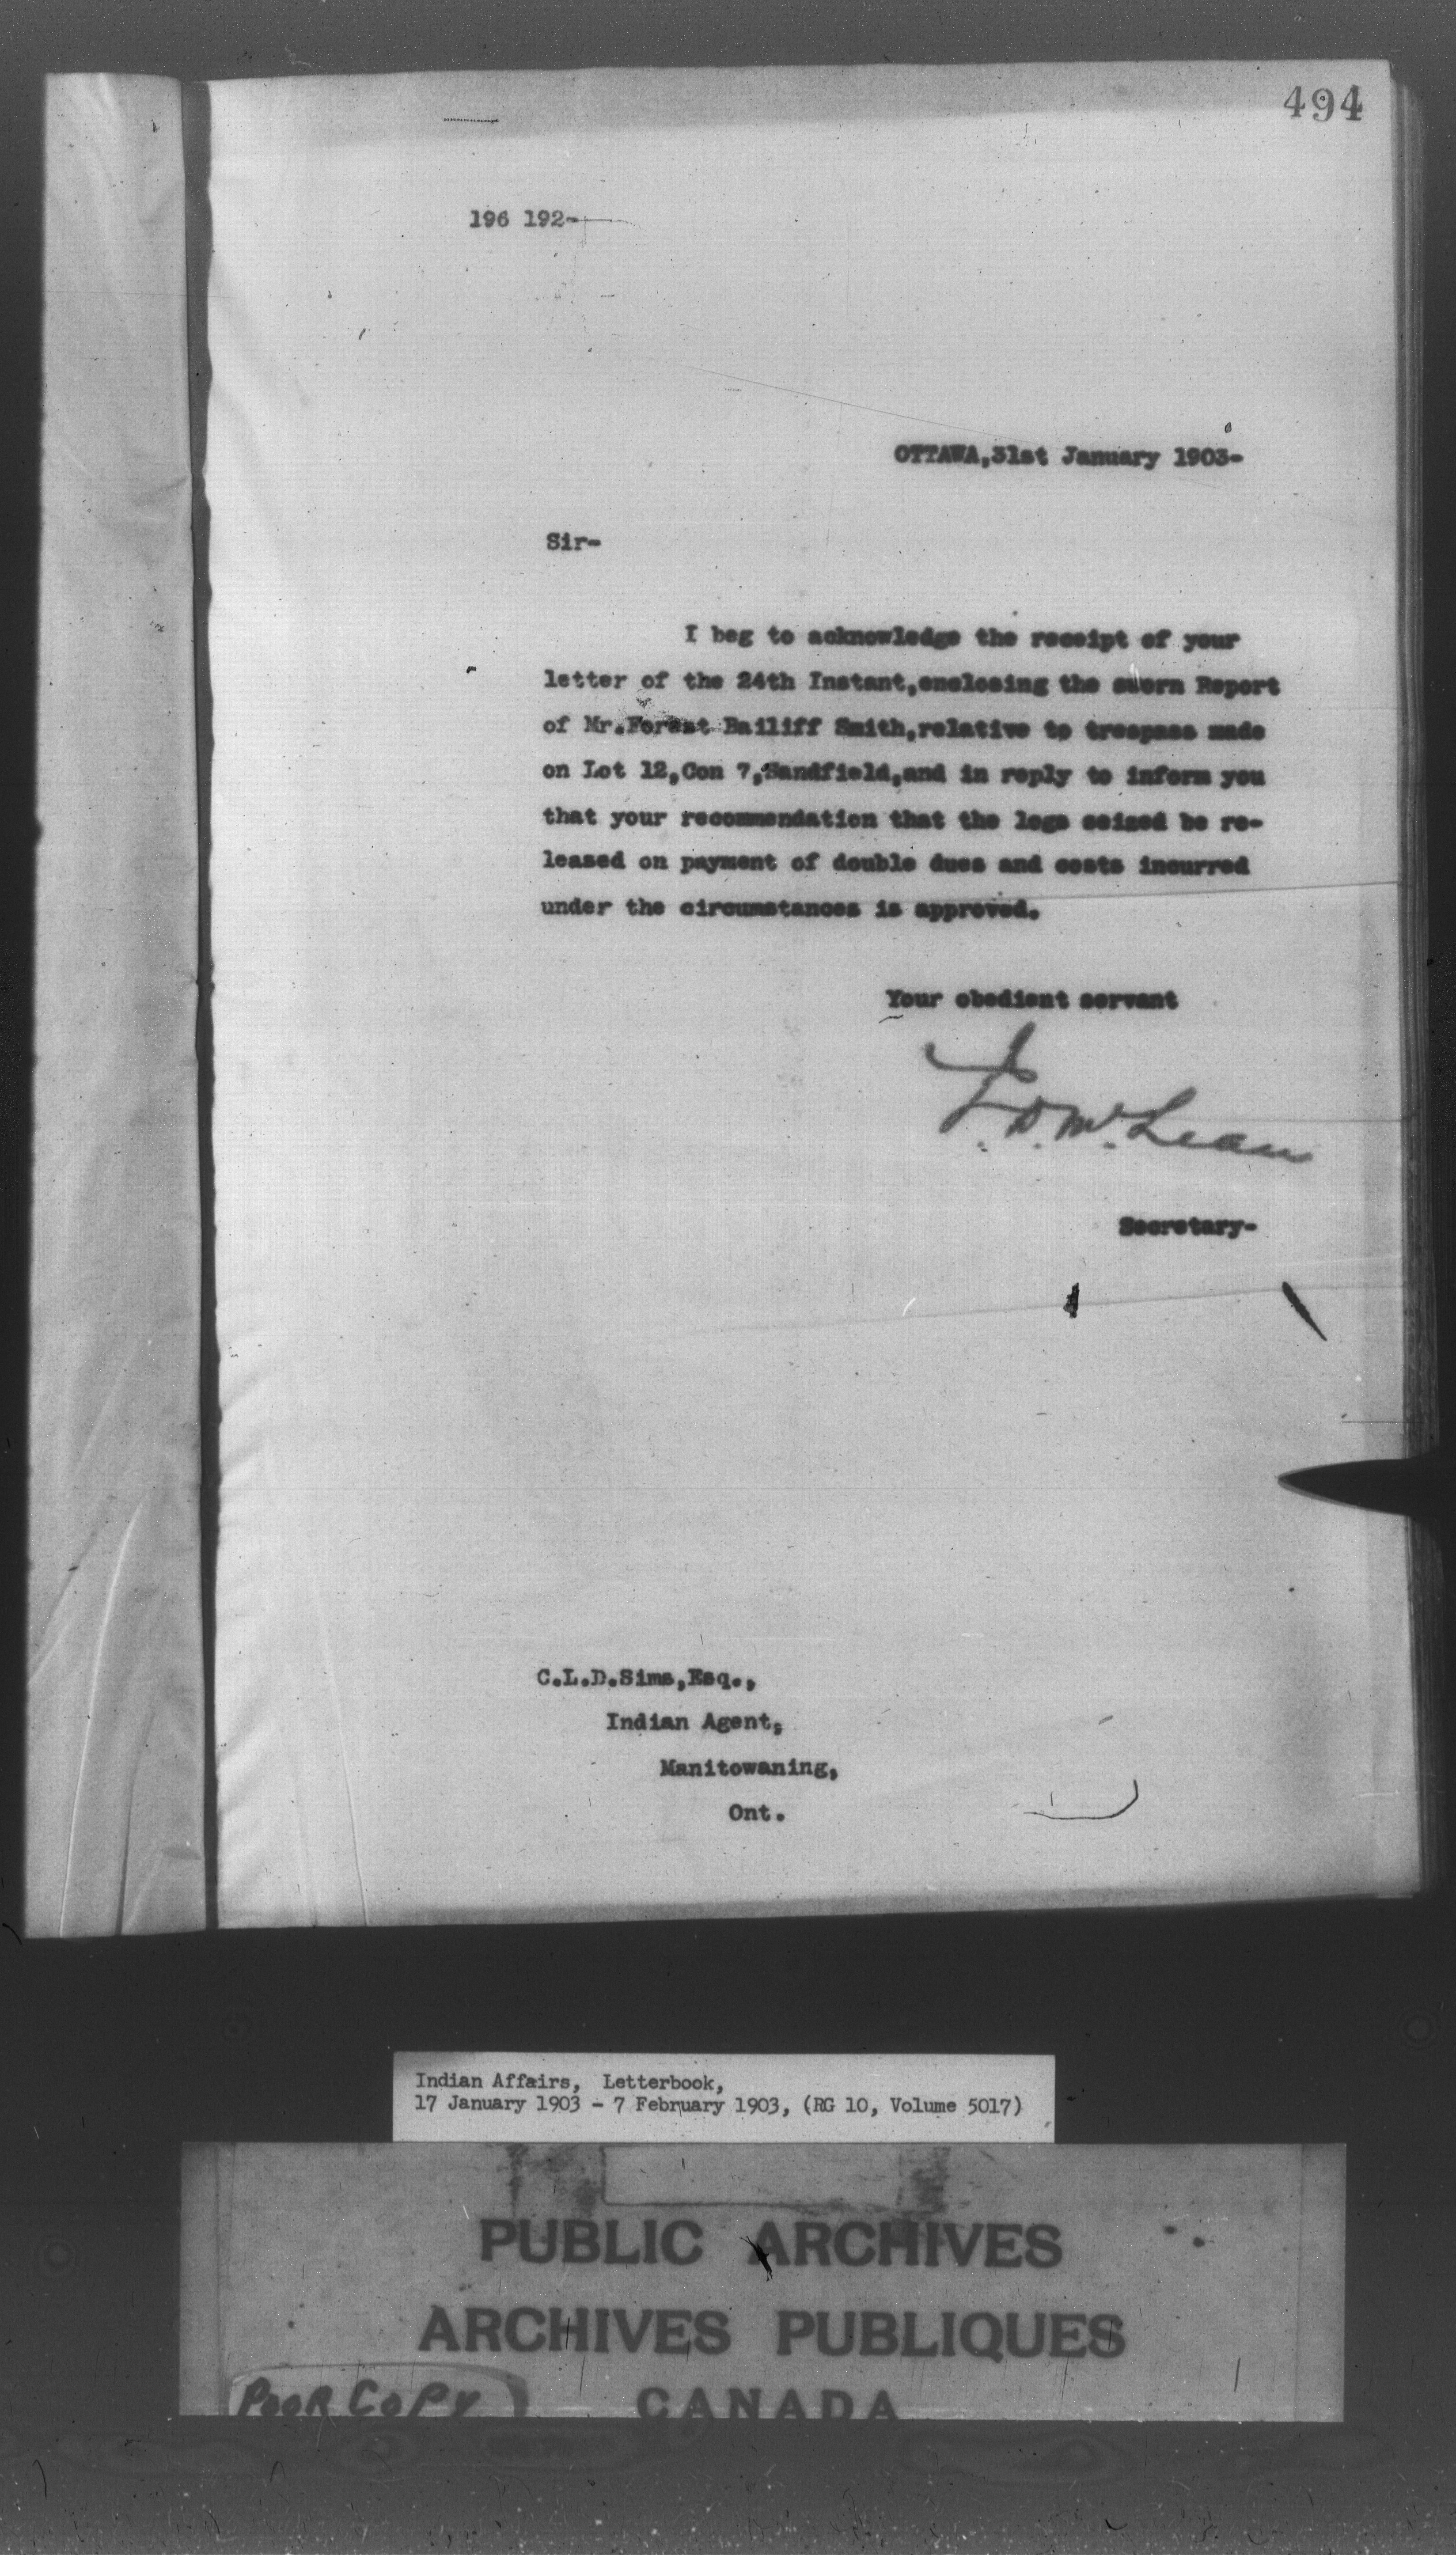 494
196 192-
OTTAWA,31st January 1903-
Sir-
I beg to acknowledge the receipt of your
letter of the 24th Instant,enclosing the sworn Report
of Mr.Forest Bailiff Smith,relative to trespass made
on Lot 12,Con 7,Sandfield,and in reply to inform you
that your recommendation that the logs seized be re-
leased on payment of double dues and costs incurred
under the circumstances is approved.
Your obedient servant
J. D. McLean
Secretary-
C.L.D.Sims,Esq.,
Indian Agent,
Manitowaning,
Ont.
Indian Affairs, Letterbook,
17 January 1903 - 7 February 1903, (RG 10, Volume 5017)
PUBLIC ARCHIVES
ARCHIVES PUBLIQUES
CANADA
POOR COPY